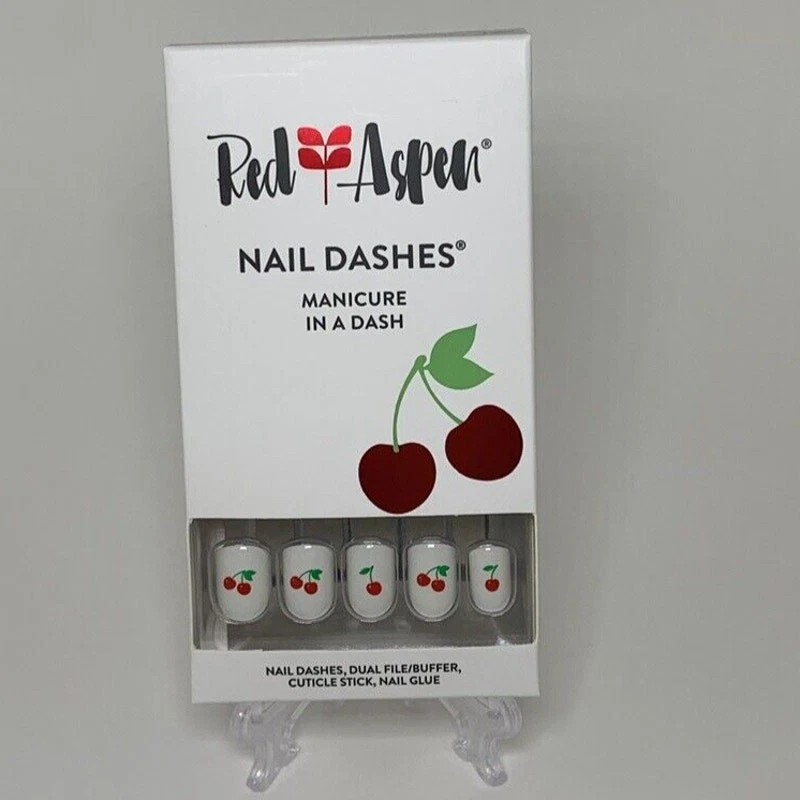 Red Aspen®
NAIL DASHES®
MANICURE
IN A DASH
NAIL DASHES, DUAL FILE/BUFFER,
CUTICLE STICK, NAIL GLUE